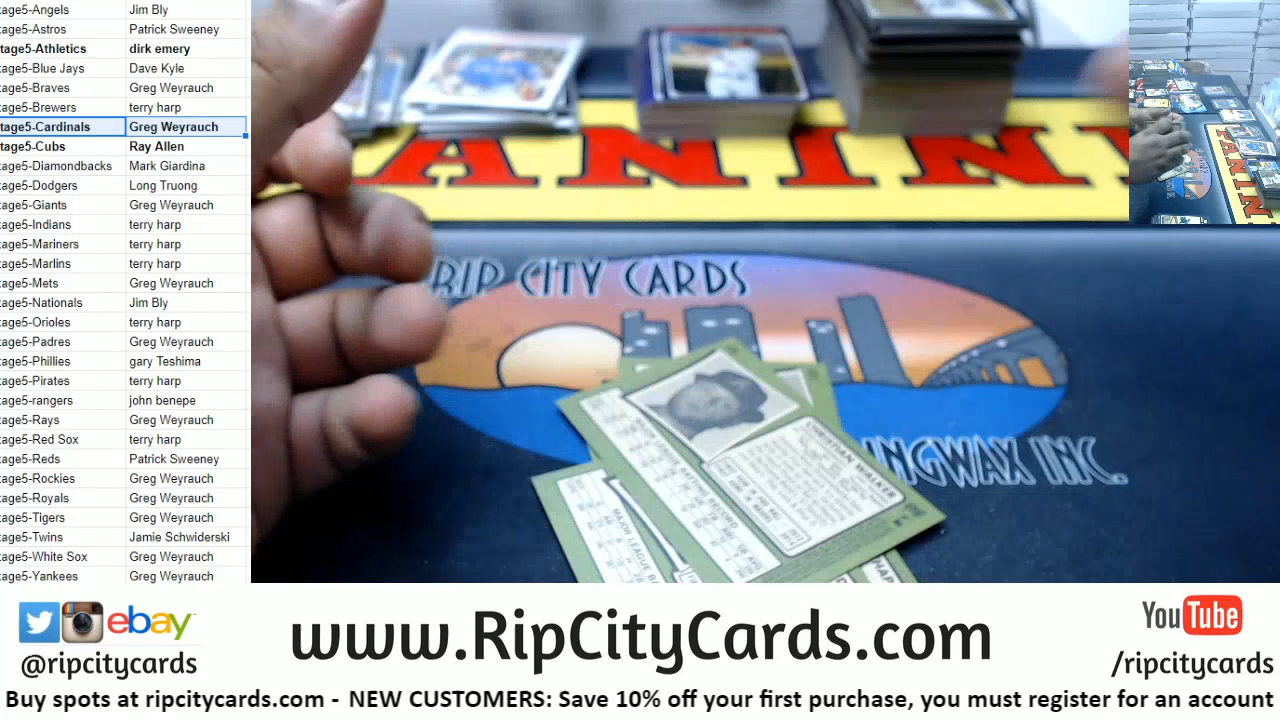 tage5-Angels Jim Bly
tage5-Astros Patrick Sweeney
tage5-Athletics dirk emery
tage5-Blue Jays Dave Kyle
tage5-Braves Greg Weyrauch
tage5-Brewers terry harp
tage5-Cardinals Greg Weyrauch
tage5-Cubs Ray Allen
tage5-Diamondbacks Mark Giardina
tage5-Dodgers Long Truong
tage5-Giants Greg Weyrauch
tage5-Indians terry harp
tage5-Mariners terry harp
tage5-Marlins terry harp
tage5-Mets Greg Weyrauch
tage5-Nationals Jim Bly
tage5-Orioles terry harp
tage5-Padres Greg Weyrauch
tage5-Phillies gary Teshima
tage5-Pirates terry harp
tage5-rangers john benepe
tage5-Rays Greg Weyrauch
tage5-Red Sox terry harp
tage5-Reds Patrick Sweeney
tage5-Rockies Greg Weyrauch
tage5-Royals Greg Weyrauch
tage5-Tigers Greg Weyrauch
tage5-Twins Jamie Schwiderski
tage5-White Sox Greg Weyrauch
tage5-Yankees Greg Weyrauch
PANINI
RIP CITY CARDS
INGWAX INC.
CHRISTIAN WALKER
MAJOR LEAGUE BA
RECORD
ebay
@ripcitycards
www.RipCityCards.com
YouTube
/ripcitycards
Buy spots at ripcitycards.com - NEW CUSTOMERS: Save 10% off your first purchase, you must register for an account